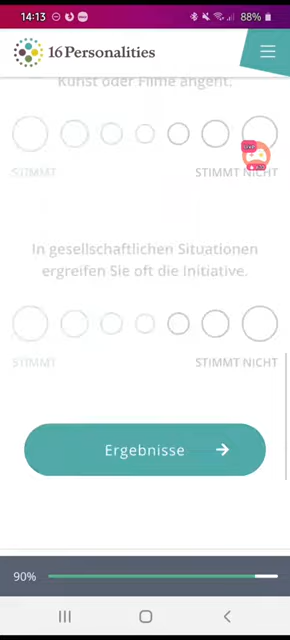 14:13 88%
16Personalities
Kunst oder Filme angeht.
STIMMT STIMMT NICHT
In gesellschaftlichen Situationen
ergreifen Sie oft die Initiative.
STIMMT STIMMT NICHT
Ergebnisse →
90%